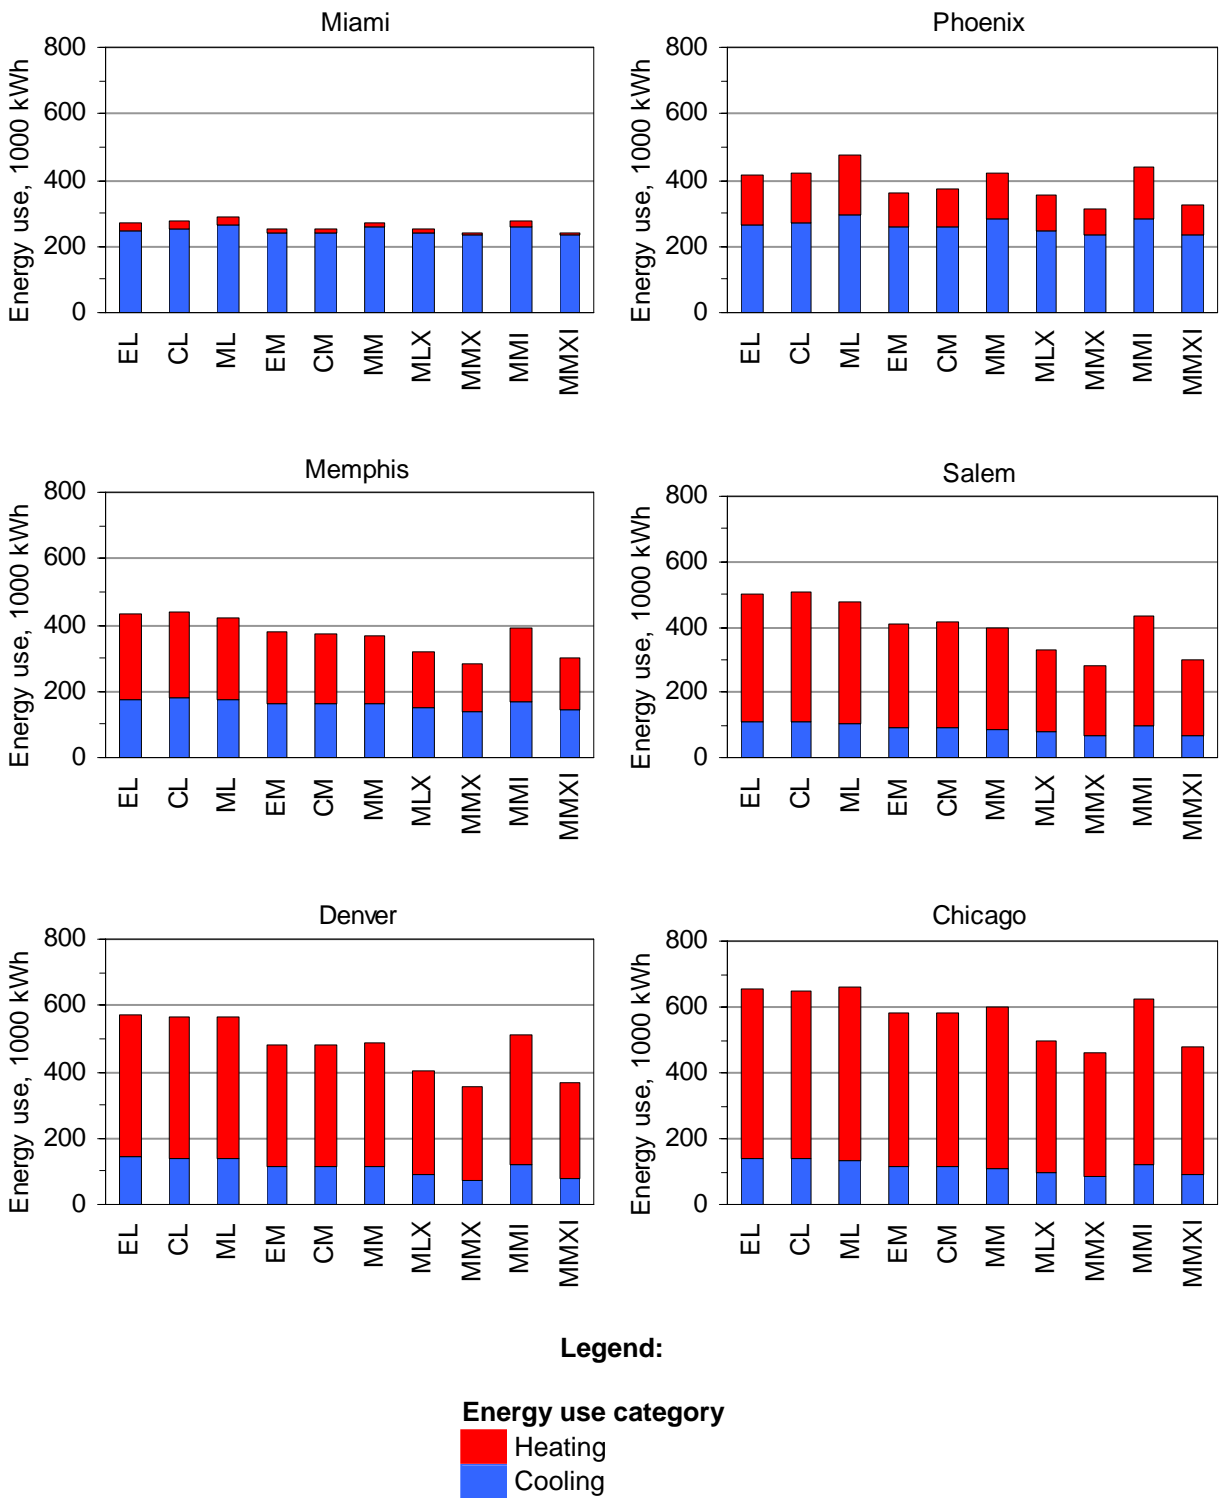 Miami
Energy use, 1000 kWh
800
600
400
200
0
EL CL ML EM CM MM MLX MMX MMI MMXI
Phoenix
Energy use, 1000 kWh
800
600
400
200
0
EL CL ML EM CM MM MLX MMX MMI MMXI
Memphis
Energy use, 1000 kWh
800
600
400
200
0
EL CL ML EM CM MM MLX MMX MMI MMXI
Salem
Energy use, 1000 kWh
800
600
400
200
0
EL CL ML EM CM MM MLX MMX MMI MMXI
Denver
Energy use, 1000 kWh
800
600
400
200
0
EL CL ML EM CM MM MLX MMX MMI MMXI
Chicago
Energy use, 1000 kWh
800
600
400
200
0
EL CL ML EM CM MM MLX MMX MMI MMXI
Legend:
Energy use category
Heating
Cooling